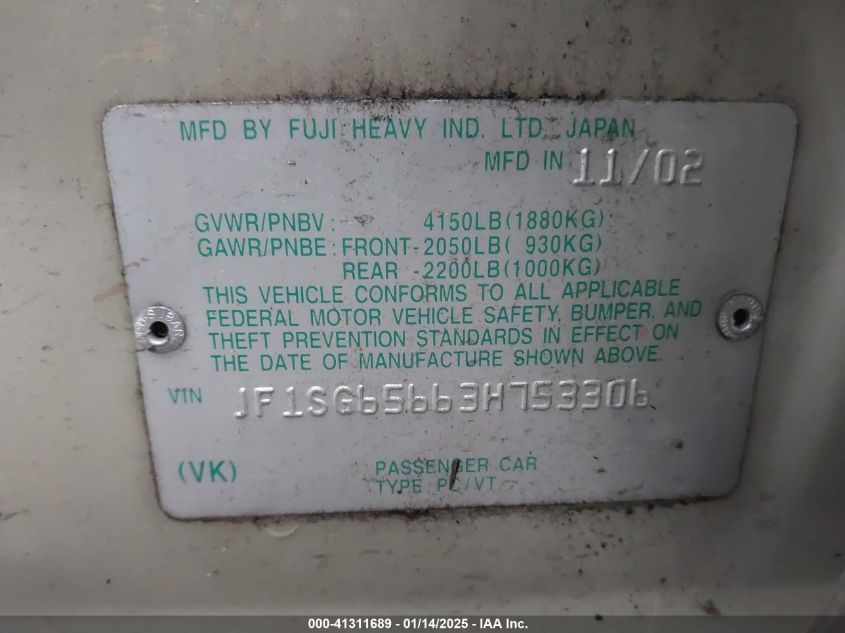 MFD BY FUJI HEAVY IND. LTD. JAPAN
MFD IN 11/02
GVWR/PNBV : 4150LB(1880KG)
GAWR/PNBE : FRONT-2050LB( 930KG)
REAR -2200LB(1000KG)
THIS VEHICLE CONFORMS TO ALL APPLICABLE
FEDERAL MOTOR VEHICLE SAFETY, BUMPER, AND
THEFT PREVENTION STANDARDS IN EFFECT ON
THE DATE OF MANUFACTURE SHOWN ABOVE.
VIN JF1SG65663H753306
(VK) PASSENGER CAR
TYPE PC/VT
000-41311689 - 01/14/2025 - IAA Inc.